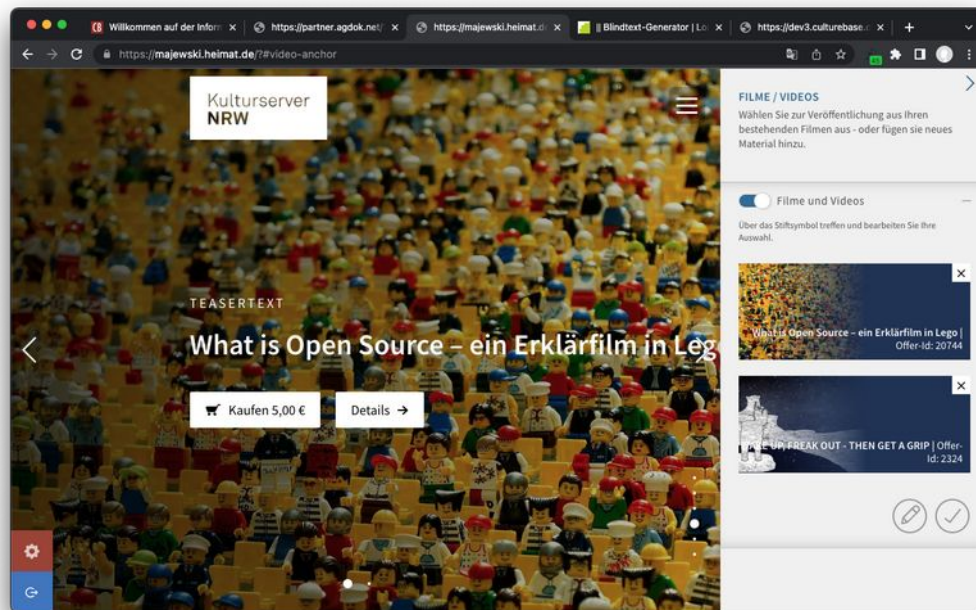 Willkommen auf der Inform
https://partner.agdok.net/
https://majewski.heimat.d
|| Blindtext-Generator | Lo
https://dev3.culturebase.c
https://majewski.heimat.de/?#video-anchor
Kulturserver
NRW
TEASERTEXT
What is Open Source – ein Erklärfilm in Leg
Kaufen 5,00 €
Details →
FILME / VIDEOS
Wählen Sie zur Veröffentlichung aus Ihren
bestehenden Filmen aus - oder fügen sie neues
Material hinzu.
Filme und Videos
Über das Stiftsymbol treffen und bearbeiten Sie Ihre
Auswahl.
What is Open Source – ein Erklärfilm in Lego |
Offer-Id: 20744
UP, FREAK OUT - THEN GET A GRIP | Offer-
Id: 2324